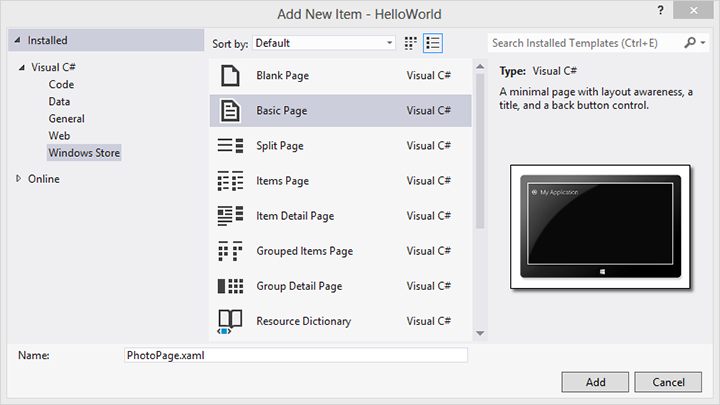 Add New Item - HelloWorld
?
Installed
Visual C#
Code
Data
General
Web
Windows Store
Online
Sort by: Default
Blank Page Visual C#
Basic Page Visual C#
Split Page Visual C#
Items Page Visual C#
Item Detail Page Visual C#
Grouped Items Page Visual C#
Group Detail Page Visual C#
Resource Dictionary Visual C#
Search Installed Templates (Ctrl+E)
Type: Visual C#
A minimal page with layout awareness, a
title, and a back button control.
My Application
Name: PhotoPage.xaml
Add Cancel